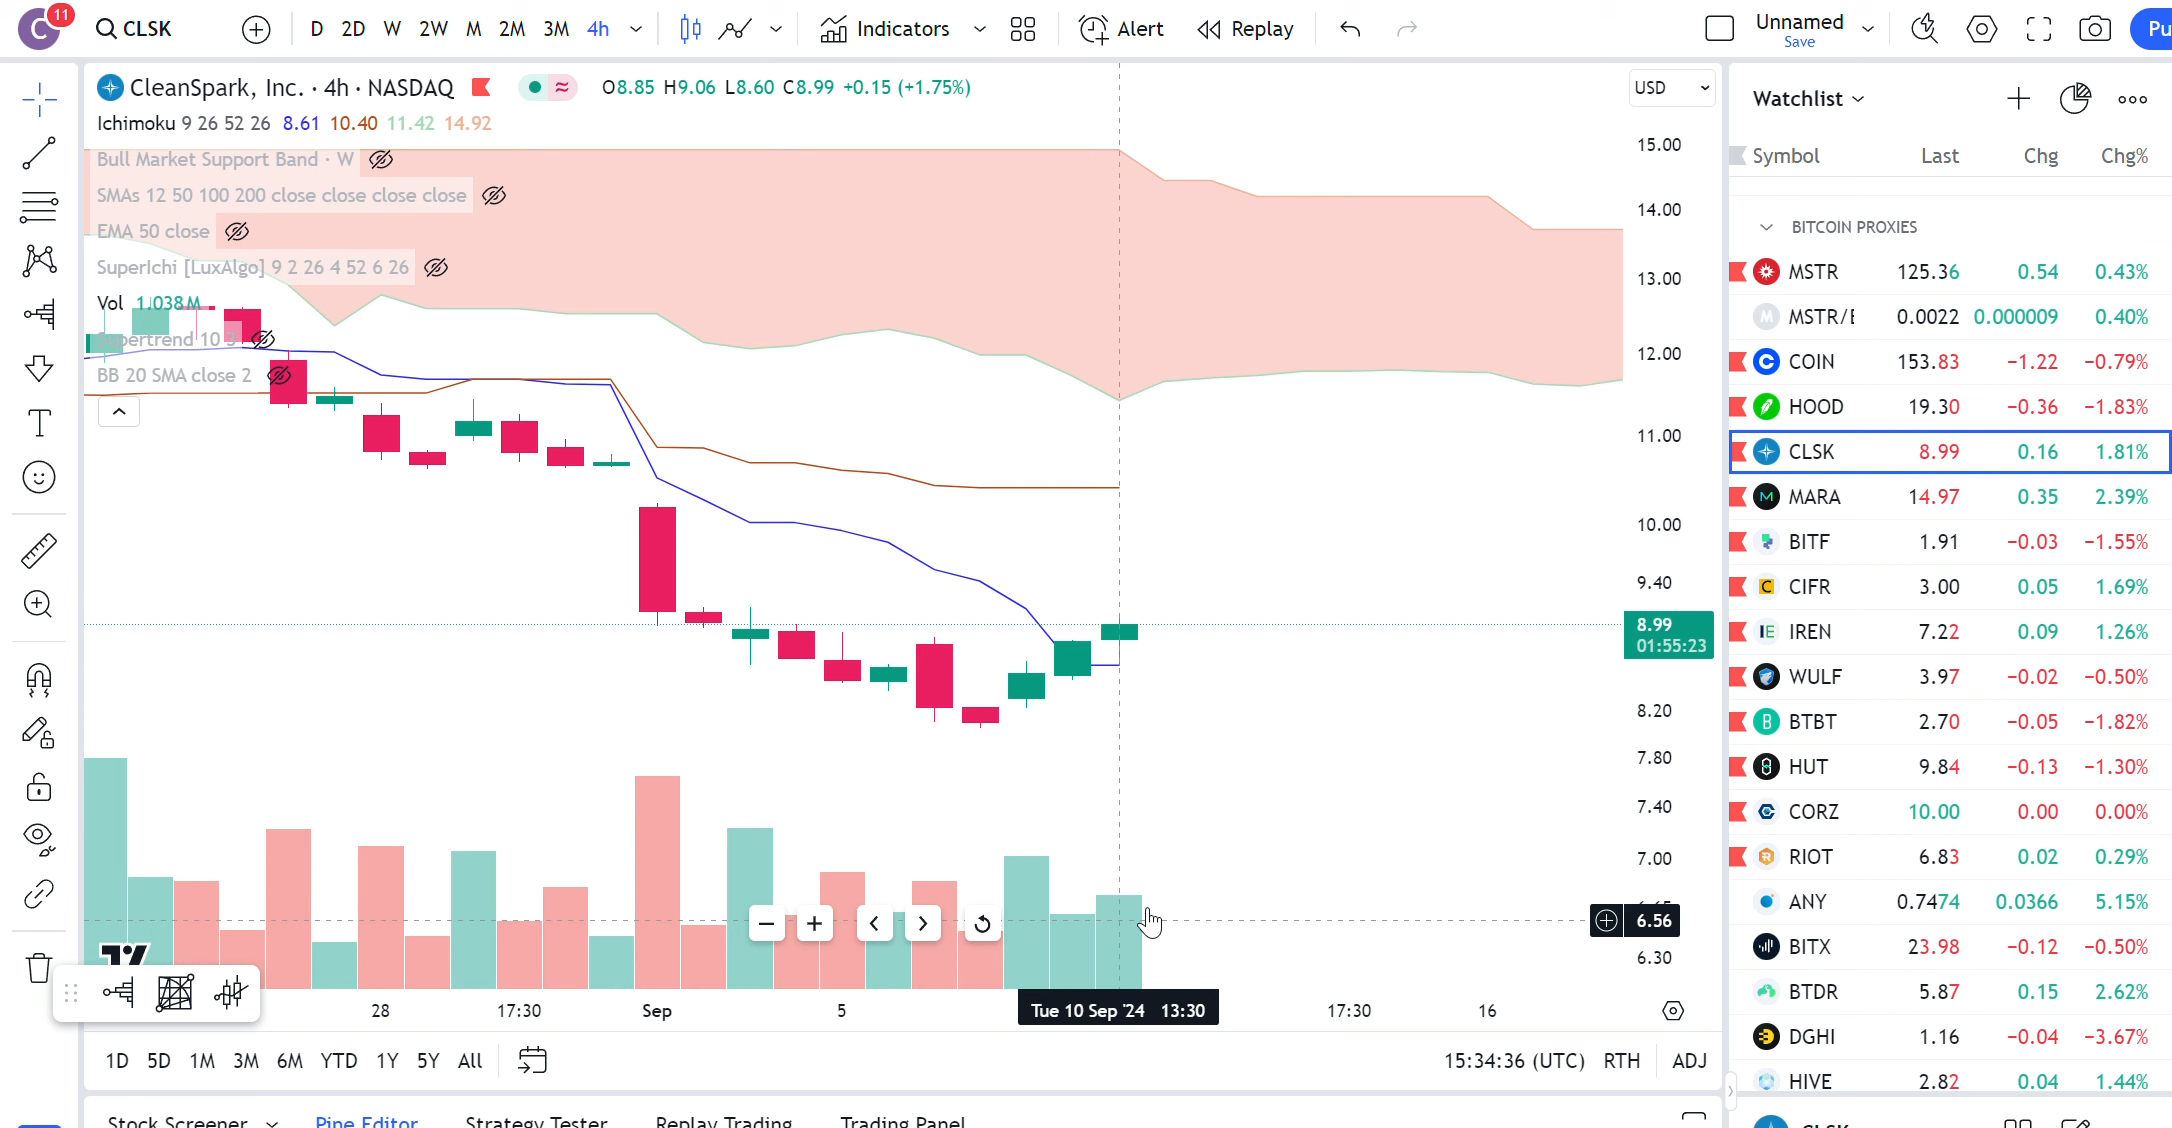 C 11 CLSK D 2D W 2W M 2M 3M 4h Indicators Alert Replay Unnamed Save Pu
CleanSpark, Inc. · 4h · NASDAQ O8.85 H9.06 L8.60 C8.99 +0.15 (+1.75%) USD
Ichimoku 9 26 52 26 8.61 10.40 11.42 14.92
Bull Market Support Band · W
SMAs 12 50 100 200 close close close close
EMA 50 close
SuperIchi [LuxAlgo] 9 2 26 4 52 6 26
Vol 1.038M
pertrend 10 3
BB 20 SMA close 2
15.00
14.00
13.00
12.00
11.00
10.00
9.40
8.99
01:55:23
8.20
7.80
7.40
7.00
6.56
6.30
28 17:30 Sep 5 Tue 10 Sep '24 13:30 17:30 16
1D 5D 1M 3M 6M YTD 1Y 5Y All 15:34:36 (UTC) RTH ADJ
Stock Screener Pine Editor Strategy Tester Replay Trading Trading Panel
Watchlist
Symbol Last Chg Chg%
BITCOIN PROXIES
MSTR 125.36 0.54 0.43%
M MSTR/ 0.0022 0.000009 0.40%
COIN 153.83 −1.22 −0.79%
HOOD 19.30 −0.36 −1.83%
CLSK 8.99 0.16 1.81%
MARA 14.97 0.35 2.39%
BITF 1.91 −0.03 −1.55%
CIFR 3.00 0.05 1.69%
IREN 7.22 0.09 1.26%
WULF 3.97 −0.02 −0.50%
BTBT 2.70 −0.05 −1.82%
HUT 9.84 −0.13 −1.30%
CORZ 10.00 0.00 0.00%
RIOT 6.83 0.02 0.29%
ANY 0.7474 0.0366 5.15%
BITX 23.98 −0.12 −0.50%
BTDR 5.87 0.15 2.62%
DGHI 1.16 −0.04 −3.67%
HIVE 2.82 0.04 1.44%
CLSK